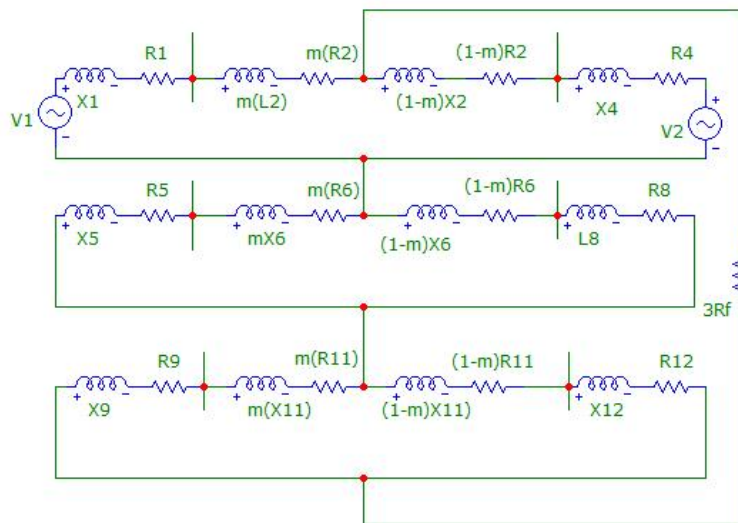 R1 m(R2) (1-m)R2 R4
X1 m(L2) (1-m)X2 X4
V1 V2
R5 m(R6) (1-m)R6 R8
X5 mX6 (1-m)X6 L8
3Rf
R9 m(R11) (1-m)R11 R12
X9 m(X11) (1-m)X11) X12